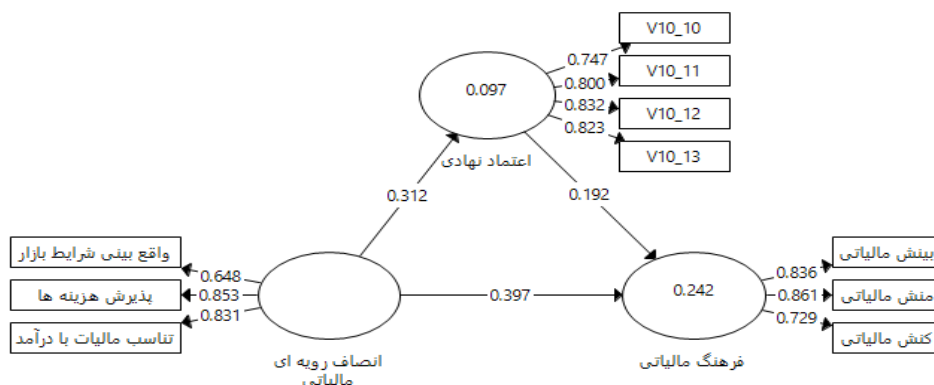 V10_10
0.747
V10_11
0.800
0.097
0.832
V10_12
0.823
V10_13
اعتماد نهادی
0.312
0.192
واقع بینی شرایط بازار
0.648
پذیرش هزینه ها
0.853
0.831
تناسب مالیات با درآمد
انصاف رویه ای
مالیاتی
0.397
0.242
فرهنگ مالیاتی
بینش مالیاتی
0.836
منش مالیاتی
0.861
0.729
کنش مالیاتی